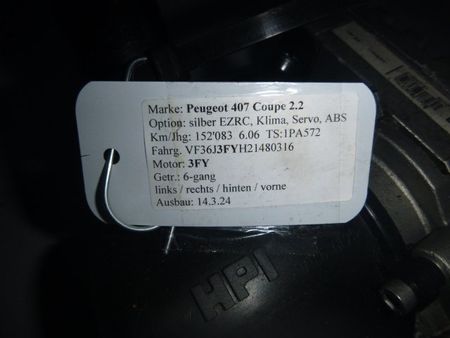 Marke: Peugeot 407 Coupe 2.2
Option: silber EZRC, Klima, Servo, ABS
Km/Jhg: 152'083 6.06 TS:1PA572
Fahrg. VF36J3FYH21480316
Motor: 3FY
Getr.: 6-gang
links / rechts / hinten / vorne
Ausbau: 14.3.24
HPI